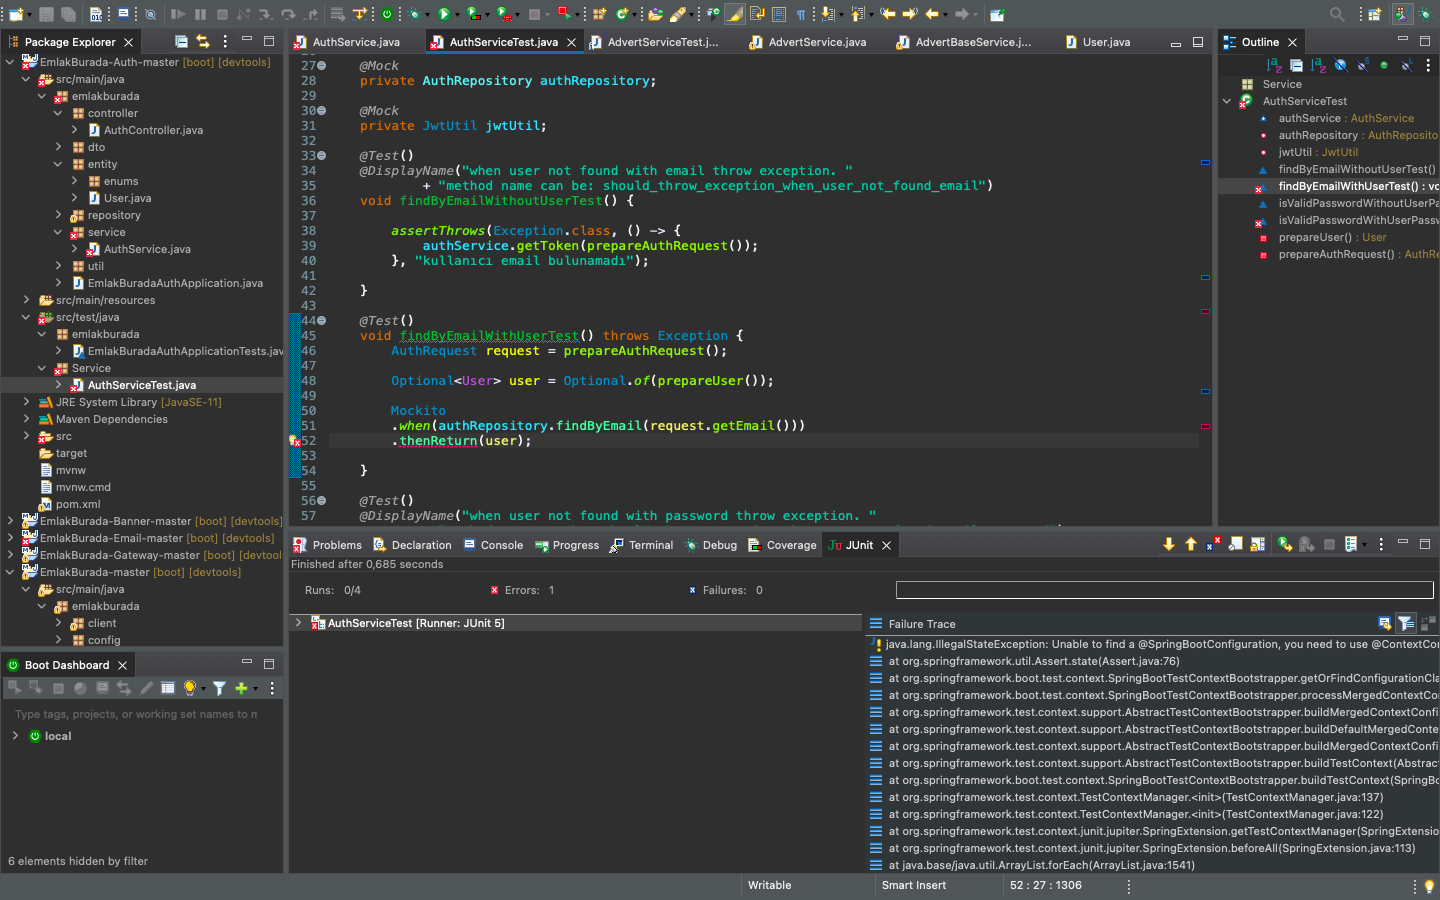 Package Explorer
EmlakBurada-Auth-master [boot] [devtools]
src/main/java
emlakburada
controller
AuthController.java
dto
entity
enums
User.java
repository
service
AuthService.java
util
EmlakBuradaAuthApplication.java
src/main/resources
src/test/java
emlakburada
EmlakBuradaAuthApplicationTests.jav
Service
AuthServiceTest.java
JRE System Library [JavaSE-11]
Maven Dependencies
src
target
mvnw
mvnw.cmd
pom.xml
EmlakBurada-Banner-master [boot] [devtools]
EmlakBurada-Email-master [boot] [devtools]
EmlakBurada-Gateway-master [boot] [devtool
EmlakBurada-master [boot] [devtools]
src/main/java
emlakburada
client
config
Boot Dashboard
Type tags, projects, or working set names to m
local
6 elements hidden by filter
AuthService.java
AuthServiceTest.java
AdvertServiceTest.j...
AdvertService.java
AdvertBaseService.j...
User.java
27 @Mock
28 private AuthRepository authRepository;
29
30 @Mock
31 private JwtUtil jwtUtil;
32
33 @Test()
34 @DisplayName("when user not found with email throw exception. "
35 + "method name can be: should_throw_exception_when_user_not_found_email")
36 void findByEmailWithoutUserTest() {
37
38 assertThrows(Exception.class, () -> {
39 authService.getToken(prepareAuthRequest());
40 }, "kullanıcı email bulunamadı");
41
42 }
43
44 @Test()
45 void findByEmailWithUserTest() throws Exception {
46 AuthRequest request = prepareAuthRequest();
47
48 Optional<User> user = Optional.of(prepareUser());
49
50 Mockito
51 .when(authRepository.findByEmail(request.getEmail()))
52 .thenReturn(user);
53
54 }
55
56 @Test()
57 @DisplayName("when user not found with password throw exception. "
Outline
Service
AuthServiceTest
authService : AuthService
authRepository : AuthReposito
jwtUtil : JwtUtil
findByEmailWithoutUserTest()
findByEmailWithUserTest() : vo
isValidPasswordWithoutUserPa
isValidPasswordWithUserPassw
prepareUser() : User
prepareAuthRequest() : AuthRe
Problems
Declaration
Console
Progress
Terminal
Debug
Coverage
JUnit
Finished after 0,685 seconds
Runs: 0/4
Errors: 1
Failures: 0
AuthServiceTest [Runner: JUnit 5]
Failure Trace
java.lang.IllegalStateException: Unable to find a @SpringBootConfiguration, you need to use @ContextCon
at org.springframework.util.Assert.state(Assert.java:76)
at org.springframework.boot.test.context.SpringBootTestContextBootstrapper.getOrFindConfigurationCla
at org.springframework.boot.test.context.SpringBootTestContextBootstrapper.processMergedContextCo
at org.springframework.test.context.support.AbstractTestContextBootstrapper.buildMergedContextConfi
at org.springframework.test.context.support.AbstractTestContextBootstrapper.buildDefaultMergedConte
at org.springframework.test.context.support.AbstractTestContextBootstrapper.buildMergedContextConfi
at org.springframework.test.context.support.AbstractTestContextBootstrapper.buildTestContext(Abstract
at org.springframework.boot.test.context.SpringBootTestContextBootstrapper.buildTestContext(SpringBo
at org.springframework.test.context.TestContextManager.<init>(TestContextManager.java:137)
at org.springframework.test.context.TestContextManager.<init>(TestContextManager.java:122)
at org.springframework.test.context.junit.jupiter.SpringExtension.getTestContextManager(SpringExtensio
at org.springframework.test.context.junit.jupiter.SpringExtension.beforeAll(SpringExtension.java:113)
at java.base/java.util.ArrayList.forEach(ArrayList.java:1541)
Writable
Smart Insert
52 : 27 : 1306